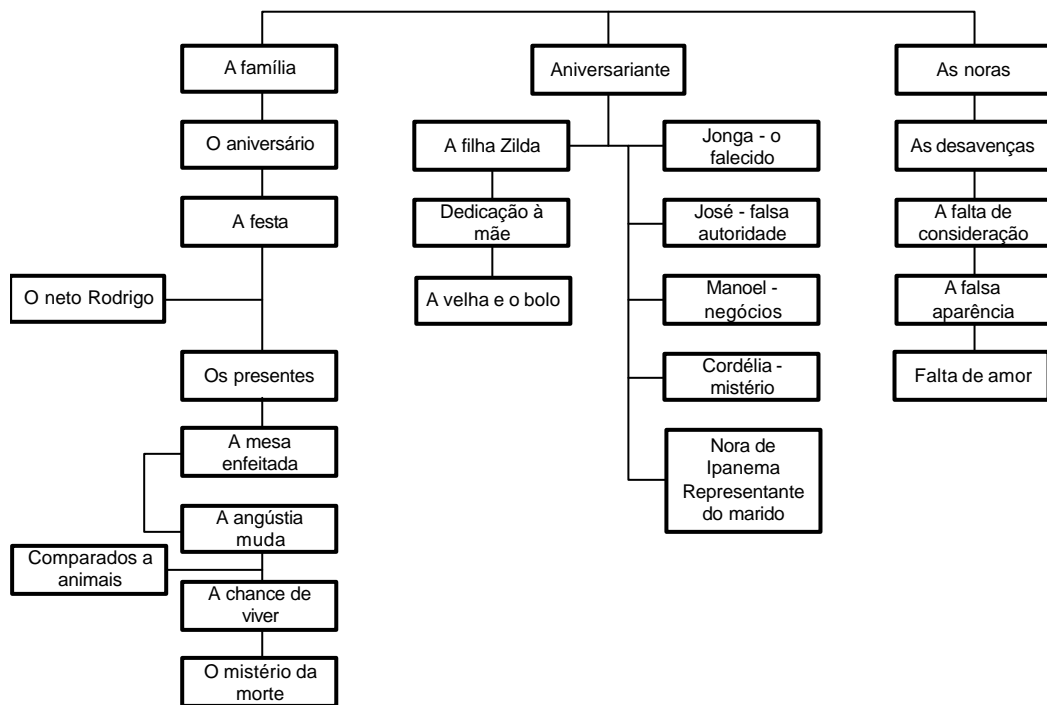 A família
O aniversário
A festa
O neto Rodrigo
Os presentes
A mesa
enfeitada
A angústia
muda
Comparados a
animais
A chance de
viver
O mistério da
morte
Aniversariante
A filha Zilda
Dedicação à
mãe
A velha e o bolo
Jonga - o
falecido
José - falsa
autoridade
Manoel -
negócios
Cordélia -
mistério
Nora de
Ipanema
Representante
do marido
As noras
As desavenças
A falta de
consideração
A falsa
aparência
Falta de amor